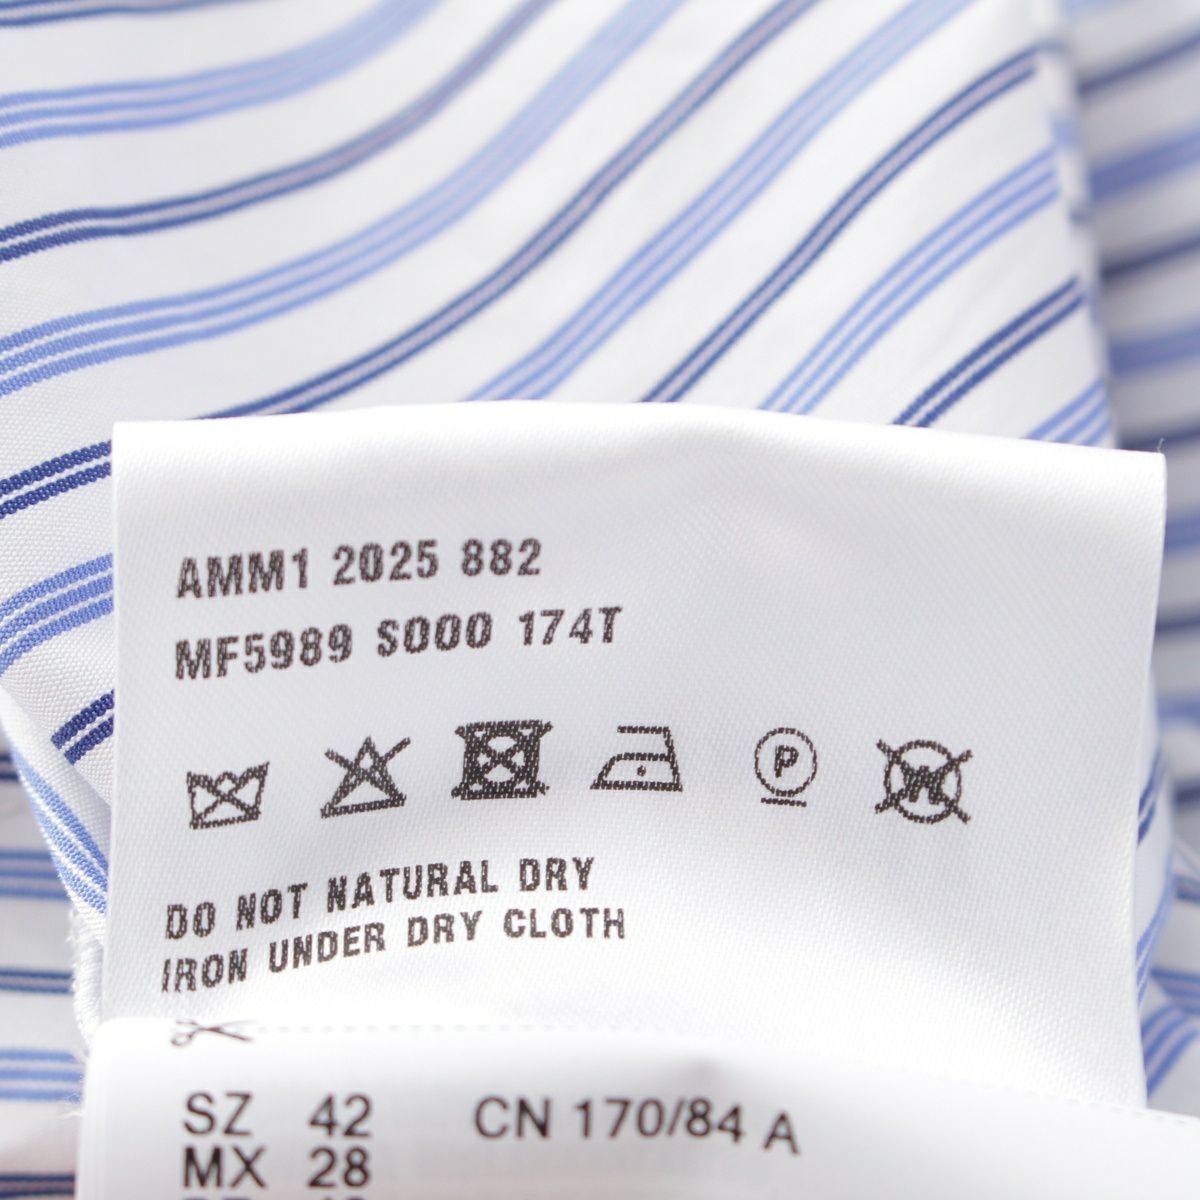 AMM1 2025 882
MF5989 S000 174T
P
DO NOT NATURAL DRY
IRON UNDER DRY CLOTH
SZ 42 CN 170/84 A
MX 28